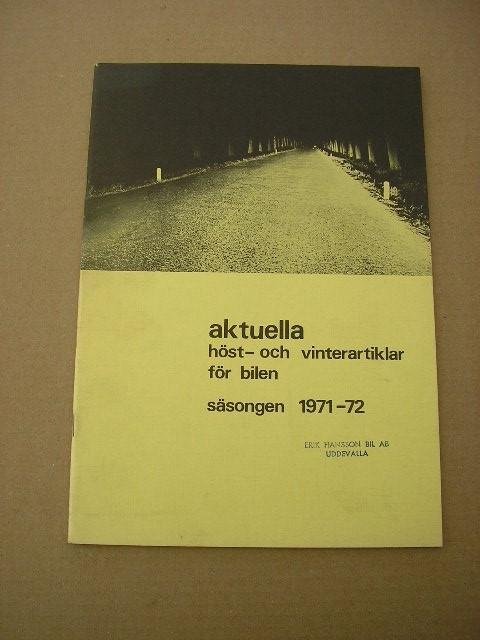 aktuella
höst- och vinterartiklar
för bilen
säsongen 1971-72
ERIK HANSSON BIL AB
UDDEVALLA